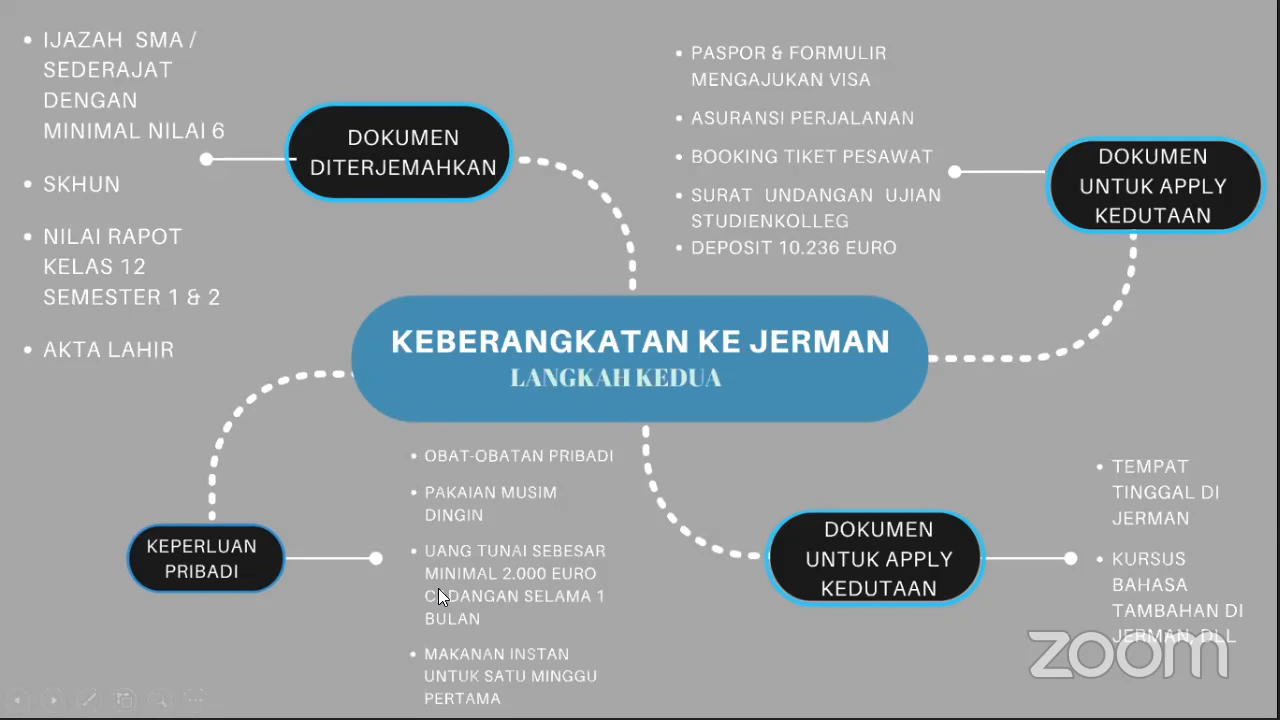 IJAZAH SMA /
SEDERAJAT
DENGAN
MINIMAL NILAI 6
SKHUN
NILAI RAPOT
KELAS 12
SEMESTER 1 & 2
AKTA LAHIR
DOKUMEN
DITERJEMAHKAN
PASPOR & FORMULIR
MENGAJUKAN VISA
ASURANSI PERJALANAN
BOOKING TIKET PESAWAT
SURAT UNDANGAN UJIAN
STUDIENKOLLEG
DEPOSIT 10.236 EURO
DOKUMEN
UNTUK APPLY
KEDUTAAN
KEBERANGKATAN KE JERMAN
LANGKAH KEDUA
KEPERLUAN
PRIBADI
OBAT-OBATAN PRIBADI
PAKAIAN MUSIM
DINGIN
UANG TUNAI SEBESAR
MINIMAL 2.000 EURO
CADANGAN SELAMA 1
BULAN
MAKANAN INSTAN
UNTUK SATU MINGGU
PERTAMA
DOKUMEN
UNTUK APPLY
KEDUTAAN
TEMPAT
TINGGAL DI
JERMAN
KURSUS
BAHASA
TAMBAHAN DI
JERMAN, DLL
zoom